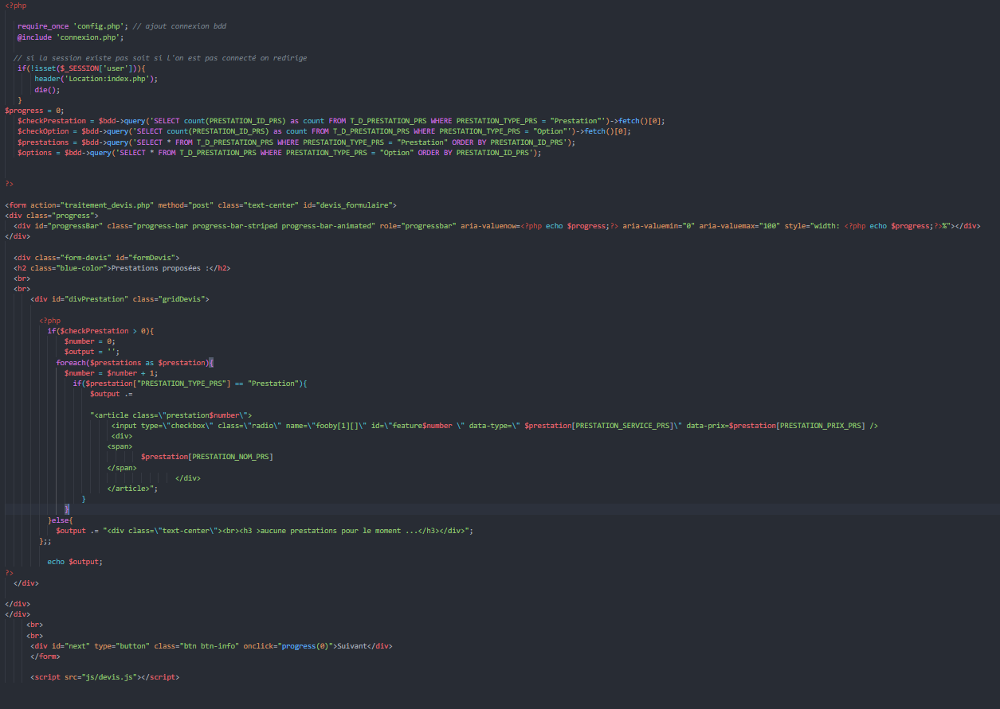 <?php
require_once 'config.php'; // ajout connexion bdd
@include 'connexion.php';
// si la session existe pas soit si l'on est pas connecté on redirige
if(!isset($_SESSION['user'])){
header('Location:index.php');
die();
}
$progress = 0;
$checkPrestation = $bdd->query('SELECT count(PRESTATION_ID_PRS) as count FROM T_D_PRESTATION_PRS WHERE PRESTATION_TYPE_PRS = "Prestation"')->fetch()[0];
$checkOption = $bdd->query('SELECT count(PRESTATION_ID_PRS) as count FROM T_D_PRESTATION_PRS WHERE PRESTATION_TYPE_PRS = "Option"')->fetch()[0];
$prestations = $bdd->query('SELECT * FROM T_D_PRESTATION_PRS WHERE PRESTATION_TYPE_PRS = "Prestation" ORDER BY PRESTATION_ID_PRS');
$options = $bdd->query('SELECT * FROM T_D_PRESTATION_PRS WHERE PRESTATION_TYPE_PRS = "Option" ORDER BY PRESTATION_ID_PRS');
?>
<form action="traitement_devis.php" method="post" class="text-center" id="devis_formulaire">
<div class="progress">
<div id="progressBar" class="progress-bar progress-bar-striped progress-bar-animated" role="progressbar" aria-valuenow=<?php echo $progress;?> aria-valuemin="0" aria-valuemax="100" style="width: <?php echo $progress;?>%"></div>
</div>
<div class="form-devis" id="formDevis">
<h2 class="blue-color">Prestations proposées :</h2>
<br>
<br>
<div id="divPrestation" class="gridDevis">
<?php
if($checkPrestation > 0){
$number = 0;
$output = '';
foreach($prestations as $prestation){
$number = $number + 1;
if($prestation["PRESTATION_TYPE_PRS"] == "Prestation"){
$output .=
"<article class=\"prestation$number\">
<input type=\"checkbox\" class=\"radio\" name=\"fooby[1][]\" id=\"feature$number \" data-type=\" $prestation[PRESTATION_SERVICE_PRS]\" data-prix=$prestation[PRESTATION_PRIX_PRS] />
<div>
<span>
$prestation[PRESTATION_NOM_PRS]
</span>
</div>
</article>";
}
}
}else{
$output .= "<div class=\"text-center\"><br><h3 >aucune prestations pour le moment ...</h3></div>";
};;
echo $output;
?>
</div>
</div>
</div>
<br>
<br>
<div id="next" type="button" class="btn btn-info" onclick="progress(0)">Suivant</div>
</form>
<script src="js/devis.js"></script>